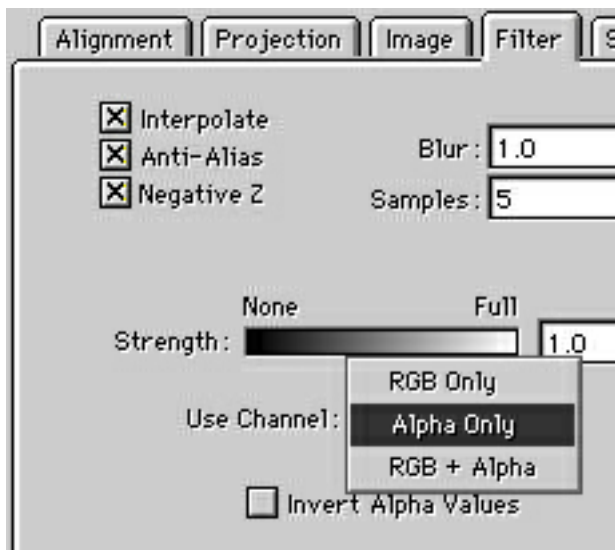 Alignment Projection Image Filter S
Interpolate
Anti-Alias
Blur: 1.0
Negative Z
Samples: 5
None Full
Strength: 1.0
RGB Only
Use Channel: Alpha Only
RGB + Alpha
Invert Alpha Values